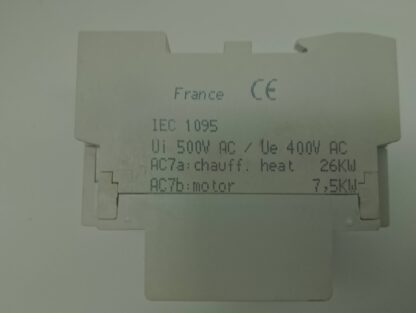 France CE
IEC 1095
Ui 500V AC / Ue 400V AC
AC7a:chauff. heat 26KW
AC7b:motor 7,5KW